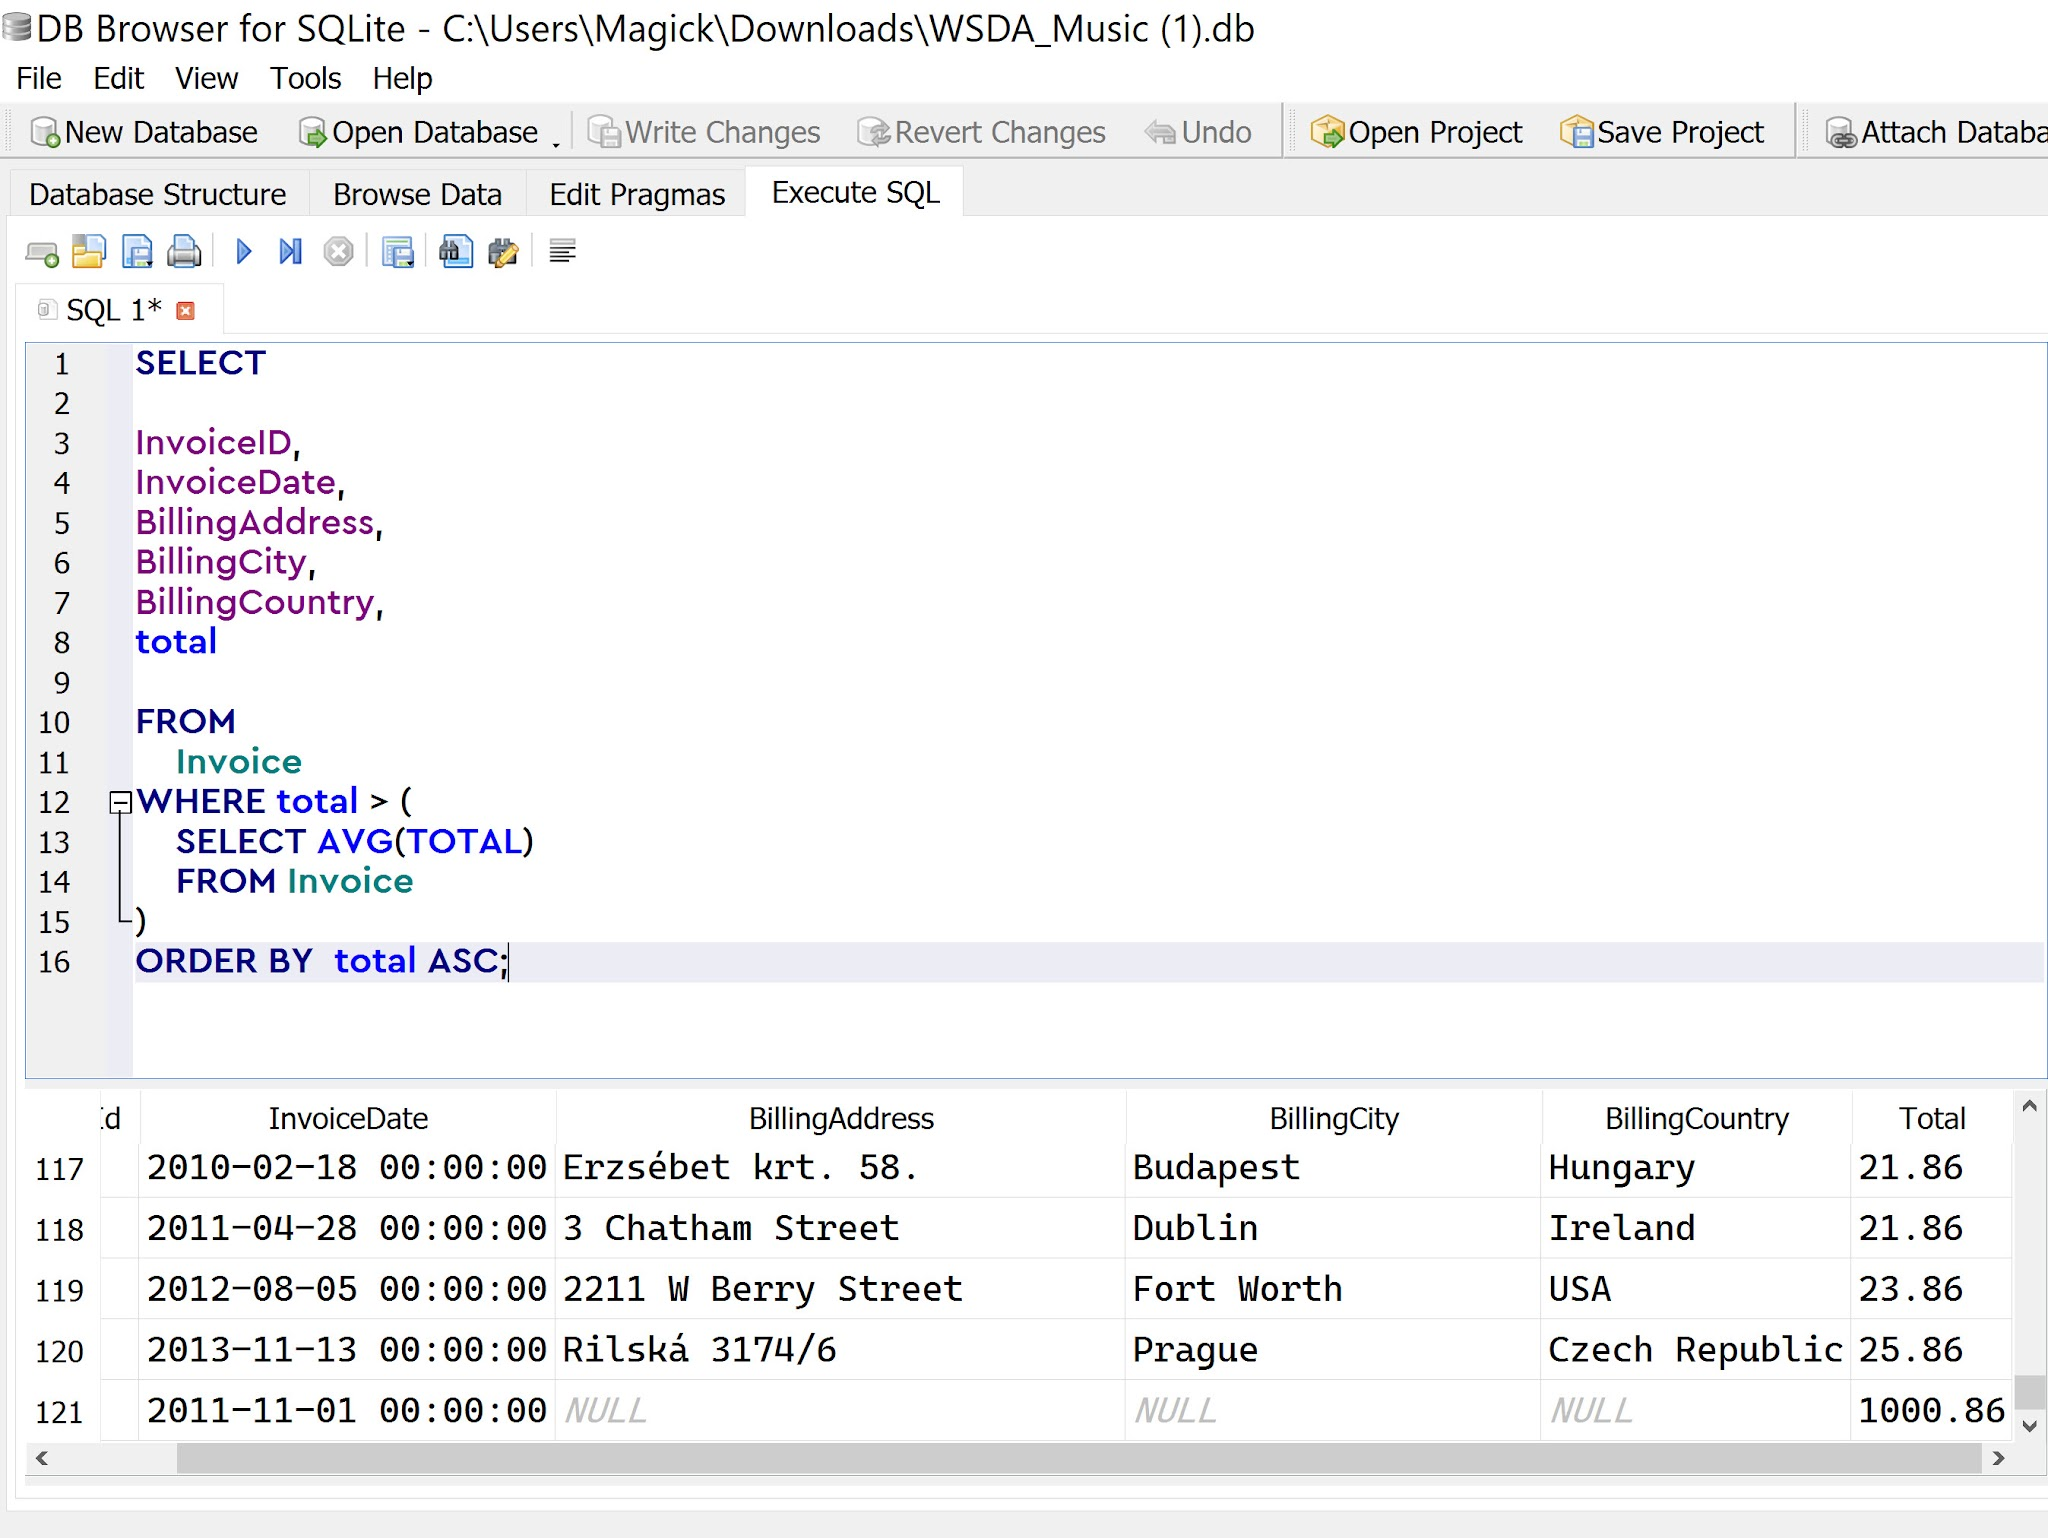 DB Browser for SQLite - C:\Users\Magick\Downloads\WSDA_Music (1).db
File Edit View Tools Help
New Database Open Database Write Changes Revert Changes Undo Open Project Save Project Attach Databa
Database Structure Browse Data Edit Pragmas Execute SQL
SQL 1*
1 SELECT
2
3 InvoiceID,
4 InvoiceDate,
5 BillingAddress,
6 BillingCity,
7 BillingCountry,
8 total
9
10 FROM
11 Invoice
12 WHERE total > (
13 SELECT AVG(TOTAL)
14 FROM Invoice
15 )
16 ORDER BY total ASC;
Id InvoiceDate BillingAddress BillingCity BillingCountry Total
117 2010-02-18 00:00:00 Erzsébet krt. 58. Budapest Hungary 21.86
118 2011-04-28 00:00:00 3 Chatham Street Dublin Ireland 21.86
119 2012-08-05 00:00:00 2211 W Berry Street Fort Worth USA 23.86
120 2013-11-13 00:00:00 Rilská 3174/6 Prague Czech Republic 25.86
121 2011-11-01 00:00:00 NULL NULL NULL 1000.86